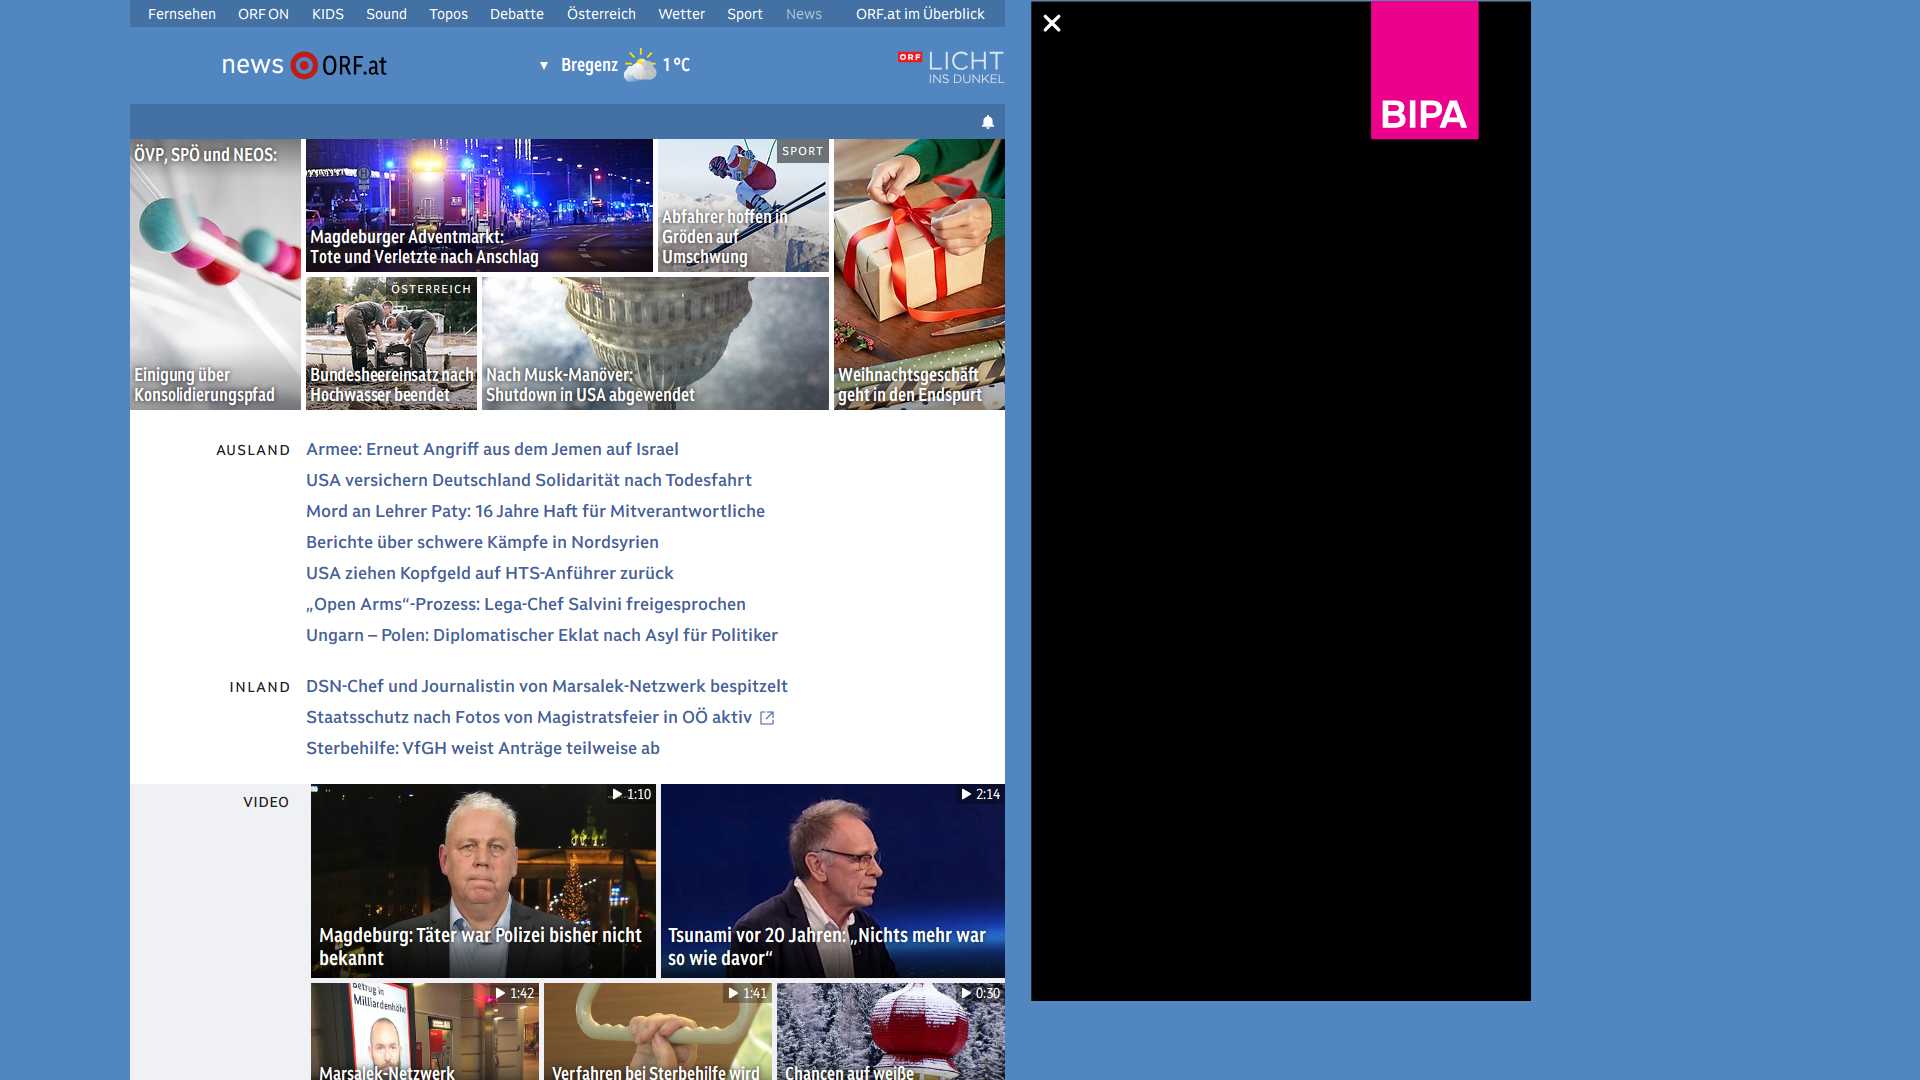 Fernsehen ORF ON KIDS Sound Topos Debatte Österreich Wetter Sport News ORF.at im Überblick
news ORF.at
Bregenz 1 °C
ORF LICHT
INS DUNKEL
BIPA
ÖVP, SPÖ und NEOS:
Einigung über
Konsolidierungspfad
Magdeburger Adventmarkt:
Tote und Verletzte nach Anschlag
SPORT
Abfahrer hoffen in
Gröden auf
Umschwung
ÖSTERREICH
Bundesheereinsatz nach
Hochwasser beendet
Nach Musk-Manöver:
Shutdown in USA abgewendet
Weihnachtsgeschäft
geht in den Endspurt
AUSLAND
Armee: Erneut Angriff aus dem Jemen auf Israel
USA versichern Deutschland Solidarität nach Todesfahrt
Mord an Lehrer Paty: 16 Jahre Haft für Mitverantwortliche
Berichte über schwere Kämpfe in Nordsyrien
USA ziehen Kopfgeld auf HTS-Anführer zurück
„Open Arms“-Prozess: Lega-Chef Salvini freigesprochen
Ungarn – Polen: Diplomatischer Eklat nach Asyl für Politiker
INLAND
DSN-Chef und Journalistin von Marsalek-Netzwerk bespitzelt
Staatsschutz nach Fotos von Magistratsfeier in OÖ aktiv
Sterbehilfe: VfGH weist Anträge teilweise ab
VIDEO
1:10
Magdeburg: Täter war Polizei bisher nicht
bekannt
2:14
Tsunami vor 20 Jahren: „Nichts mehr war
so wie davor“
1:42
Betrug in
Milliardenhöhe
Marsalek-Netzwerk
1:41
Verfahren bei Sterbehilfe wird
0:30
Chancen auf weiße